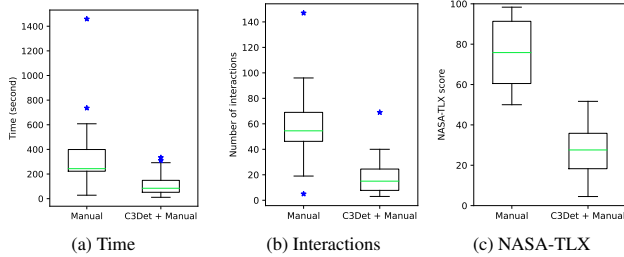 1400
1200
1000
800
600
400
200
0
Time (second)
Manual
C3Det + Manual
(a) Time
140
120
100
80
60
40
20
0
Number of interactions
Manual
C3Det + Manual
(b) Interactions
100
80
60
40
20
0
NASA-TLX score
Manual
C3Det + Manual
(c) NASA-TLX